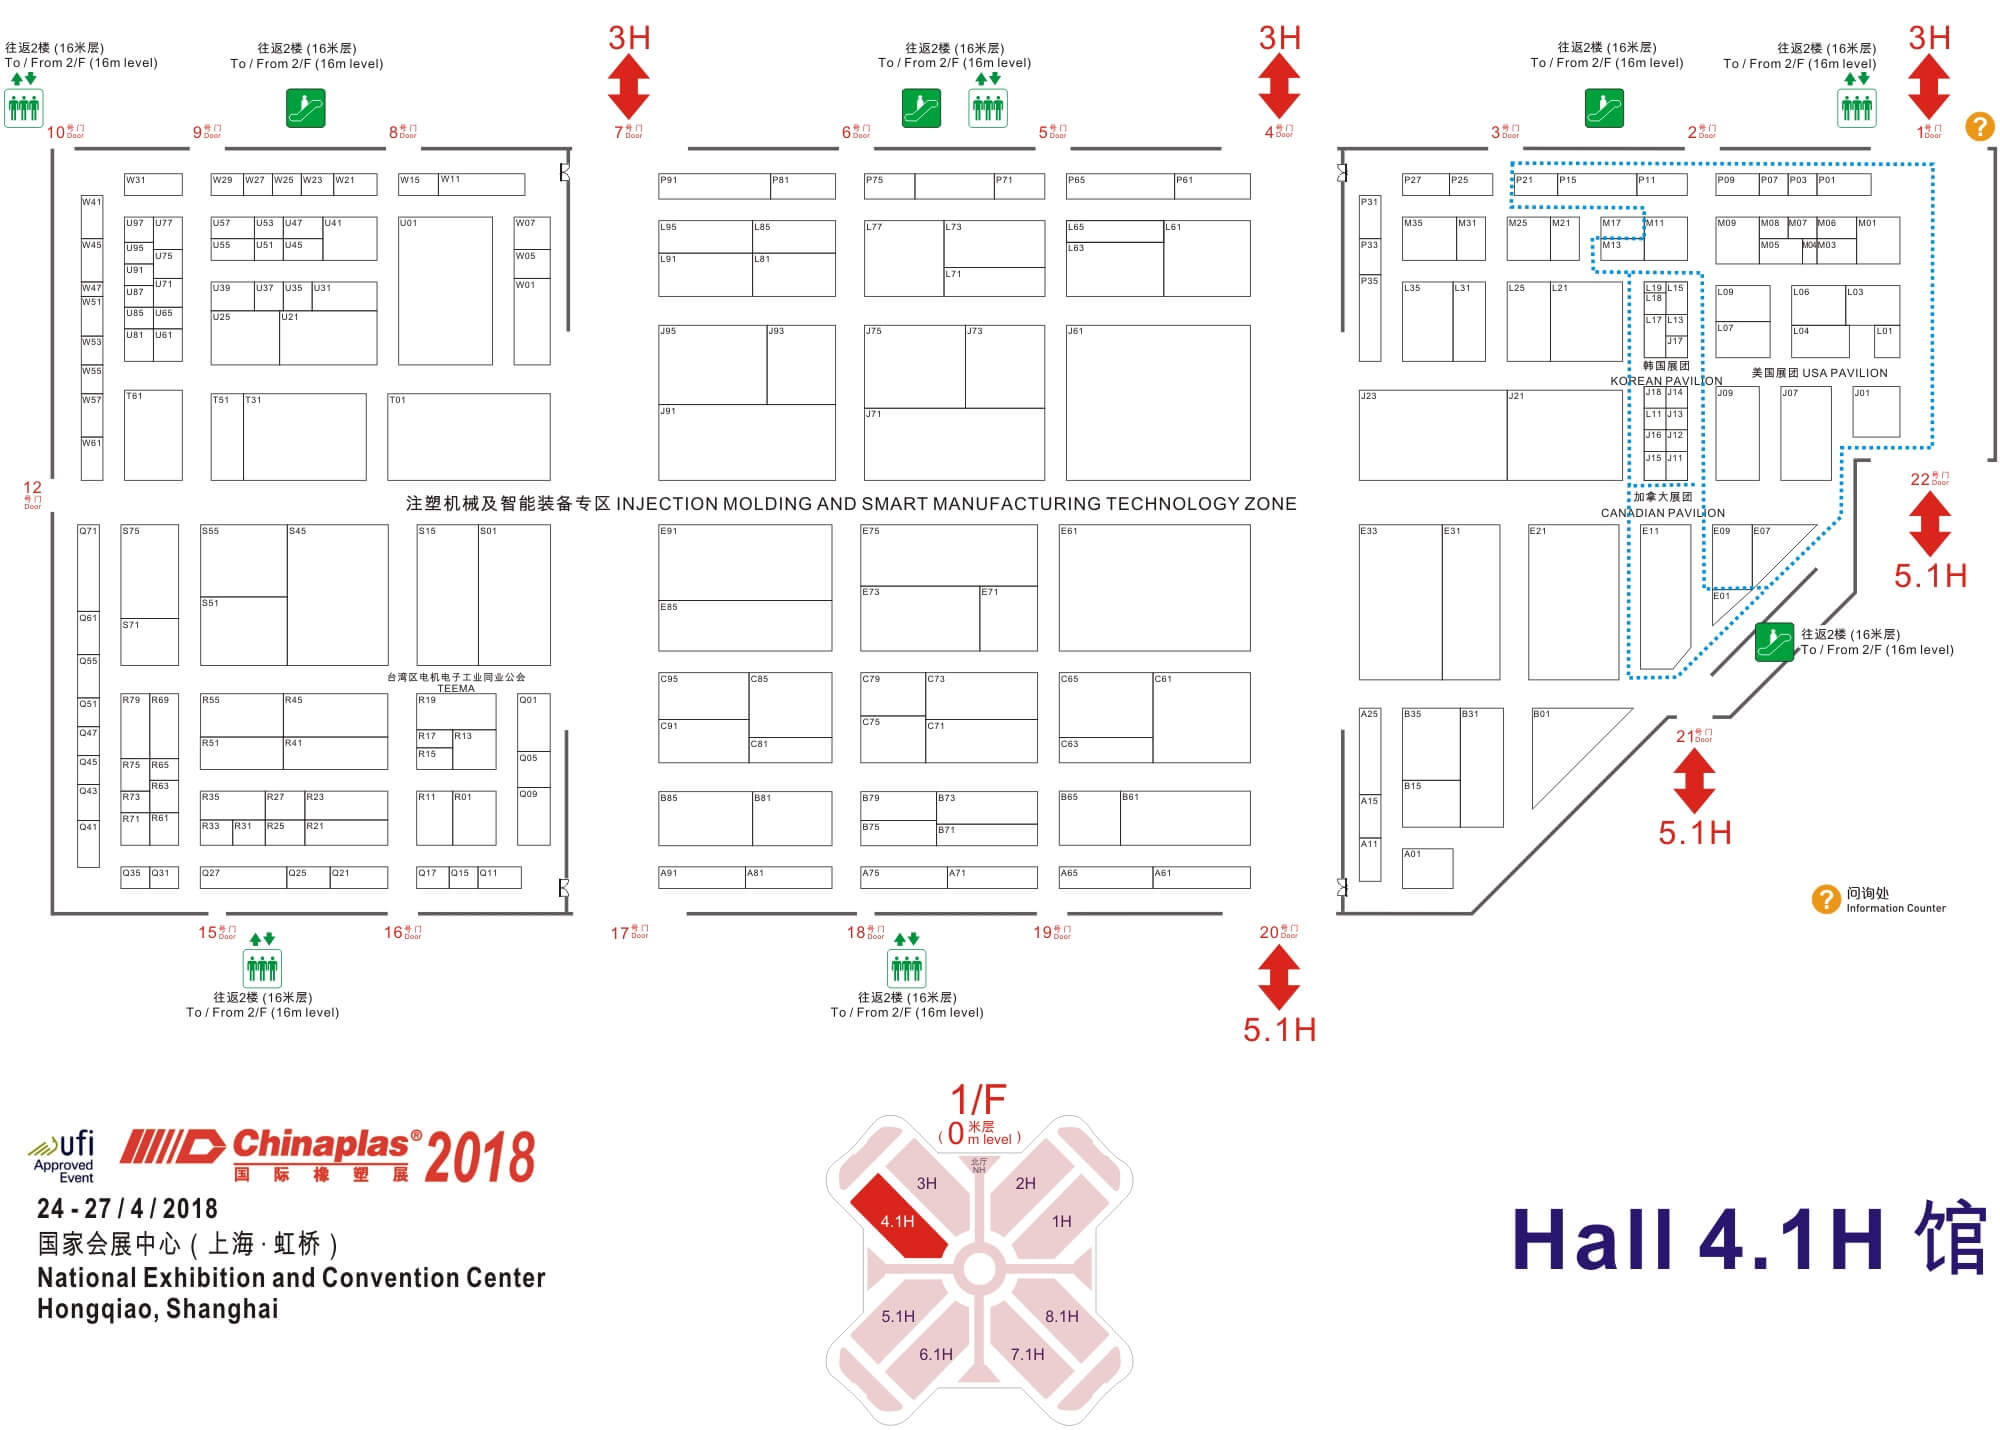 3H
3H
3H
往返2楼 (16米层)
To / From 2/F (16m level)
往返2楼 (16米层)
To / From 2/F (16m level)
往返2楼 (16米层)
To / From 2/F (16m level)
往返2楼 (16米层)
To / From 2/F (16m level)
往返2楼 (16米层)
To / From 2/F (16m level)
10号门 Door
9号门 Door
8号门 Door
7号门 Door
6号门 Door
5号门 Door
4号门 Door
3号门 Door
2号门 Door
1号门 Door
?
W31 W29 W27 W25 W23 W21 W15 W11
P91 P81 P75 P71 P65 P61
P27 P25 P21 P15 P11 P09 P07 P03 P01
W41 W45 W47 W51 W53 W55 W57 W61
U97 U77 U95 U75 U91 U71 U87 U85 U65 U81 U61
U57 U53 U47 U41 U55 U51 U45
U39 U37 U35 U31 U25 U21
U01 W07 W05 W01
T61 T51 T31 T01
L95 L85 L91 L81
L77 L73 L71
L65 L61 L63
J95 J93 J91
J75 J73 J71
J61
P31 P33 P35
M35 M31 M25 M21 M17 M11 M13
M09 M08 M07 M06 M01 M05 M04 M03
L35 L31 L25 L21
L19 L15 L18 L17 L13 J17
L09 L07 L06 L03 L04 L01
韩国展团
KOREAN PAVILION
美国展团 USA PAVILION
J23 J21
J18 J14 L11 J13 J16 J12 J15 J11
J09 J07 J01
12号门 Door
22号门 Door
5.1H
注塑机械及智能装备专区 INJECTION MOLDING AND SMART MANUFACTURING TECHNOLOGY ZONE
加拿大展团
CANADIAN PAVILION
Q71 Q61 Q55 Q51 Q47 Q45 Q43 Q41
S75 S71 S55 S45 S51 S15 S01
E91 E85 E75 E73 E71 E61
E33 E31 E21 E11 E09 E07 E01
往返2楼 (16米层)
To / From 2/F (16m level)
台湾区电机电子工业同业公会
TEEMA
R79 R69 R75 R65 R63 R73 R71 R61
R55 R45 R51 R41
R35 R27 R23 R33 R31 R25 R21
R19 R17 R13 R15 R11 R01
Q01 Q05 Q09
C95 C85 C91 C81
C79 C73 C75 C71
C65 C61 C63
B85 B81 B79 B73 B75 B71 B65 B61
A25 A15 A11
B35 B31 B15 B01
A01
Q35 Q31 Q27 Q25 Q21 Q17 Q15 Q11
A91 A81 A75 A71 A65 A61
21号门 Door
5.1H
?
问询处
Information Counter
15号门 Door
16号门 Door
17号门 Door
18号门 Door
19号门 Door
20号门 Door
往返2楼 (16米层)
To / From 2/F (16m level)
往返2楼 (16米层)
To / From 2/F (16m level)
5.1H
1/F
( 0米层 m level )
北厅
NH
3H
2H
4.1H
1H
5.1H
8.1H
6.1H
7.1H
ufi
Approved
Event
Chinaplas® 2018
国际橡塑展
24 - 27 / 4 / 2018
国家会展中心 ( 上海 · 虹桥 )
National Exhibition and Convention Center
Hongqiao, Shanghai
Hall 4.1H 馆